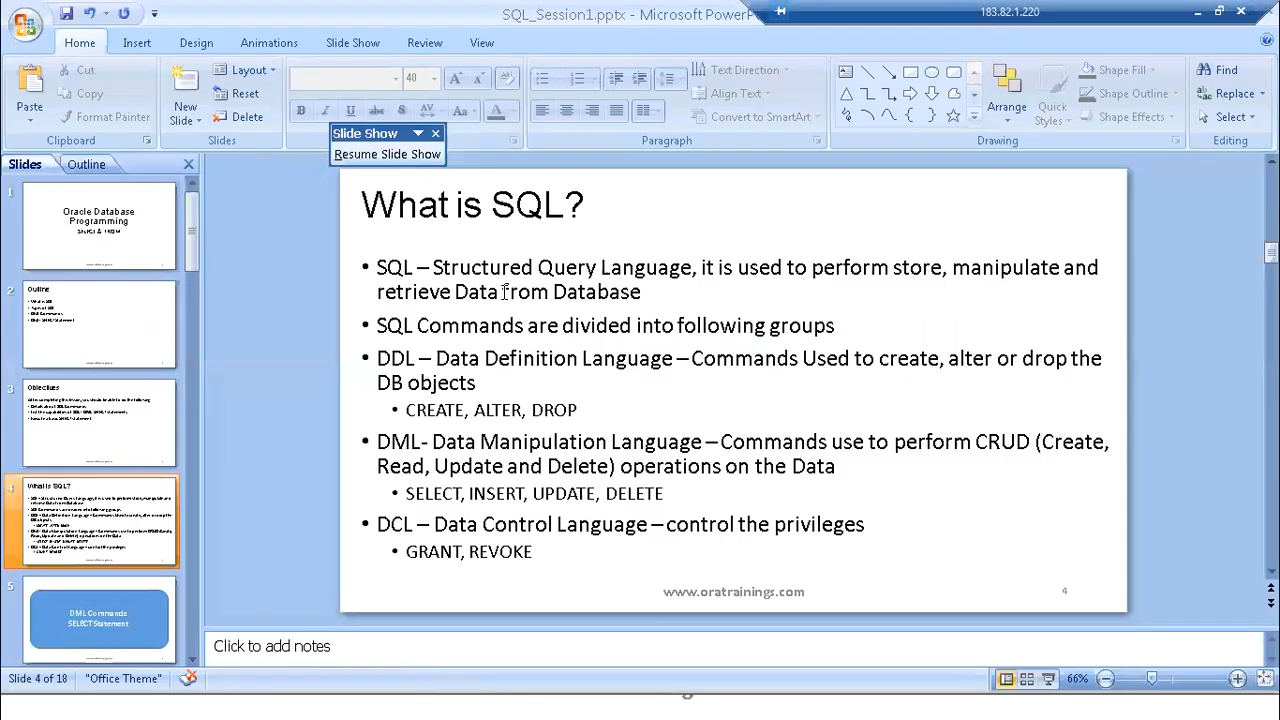 SQL_Session1.pptx - Microsoft PowerP
183.82.1.220
Home Insert Design Animations Slide Show Review View
Paste
Cut
Copy
Format Painter
Clipboard
New Slide
Layout
Reset
Delete
Slides
40
Text Direction
Align Text
Convert to SmartArt
Paragraph
Arrange
Quick Styles
Shape Fill
Shape Outline
Shape Effects
Drawing
Find
Replace
Select
Editing
Slide Show
Resume Slide Show
Slides Outline
1
Oracle Database
Programming
2
Outline
3
Objectives
4
What is SQL?
5
DML Commands
SELECT Statement
What is SQL?
• SQL – Structured Query Language, it is used to perform store, manipulate and
retrieve Data from Database
• SQL Commands are divided into following groups
• DDL – Data Definition Language – Commands Used to create, alter or drop the
DB objects
• CREATE, ALTER, DROP
• DML- Data Manipulation Language – Commands use to perform CRUD (Create,
Read, Update and Delete) operations on the Data
• SELECT, INSERT, UPDATE, DELETE
• DCL – Data Control Language – control the privileges
• GRANT, REVOKE
www.oratrainings.com
4
Click to add notes
Slide 4 of 18 "Office Theme" 66%